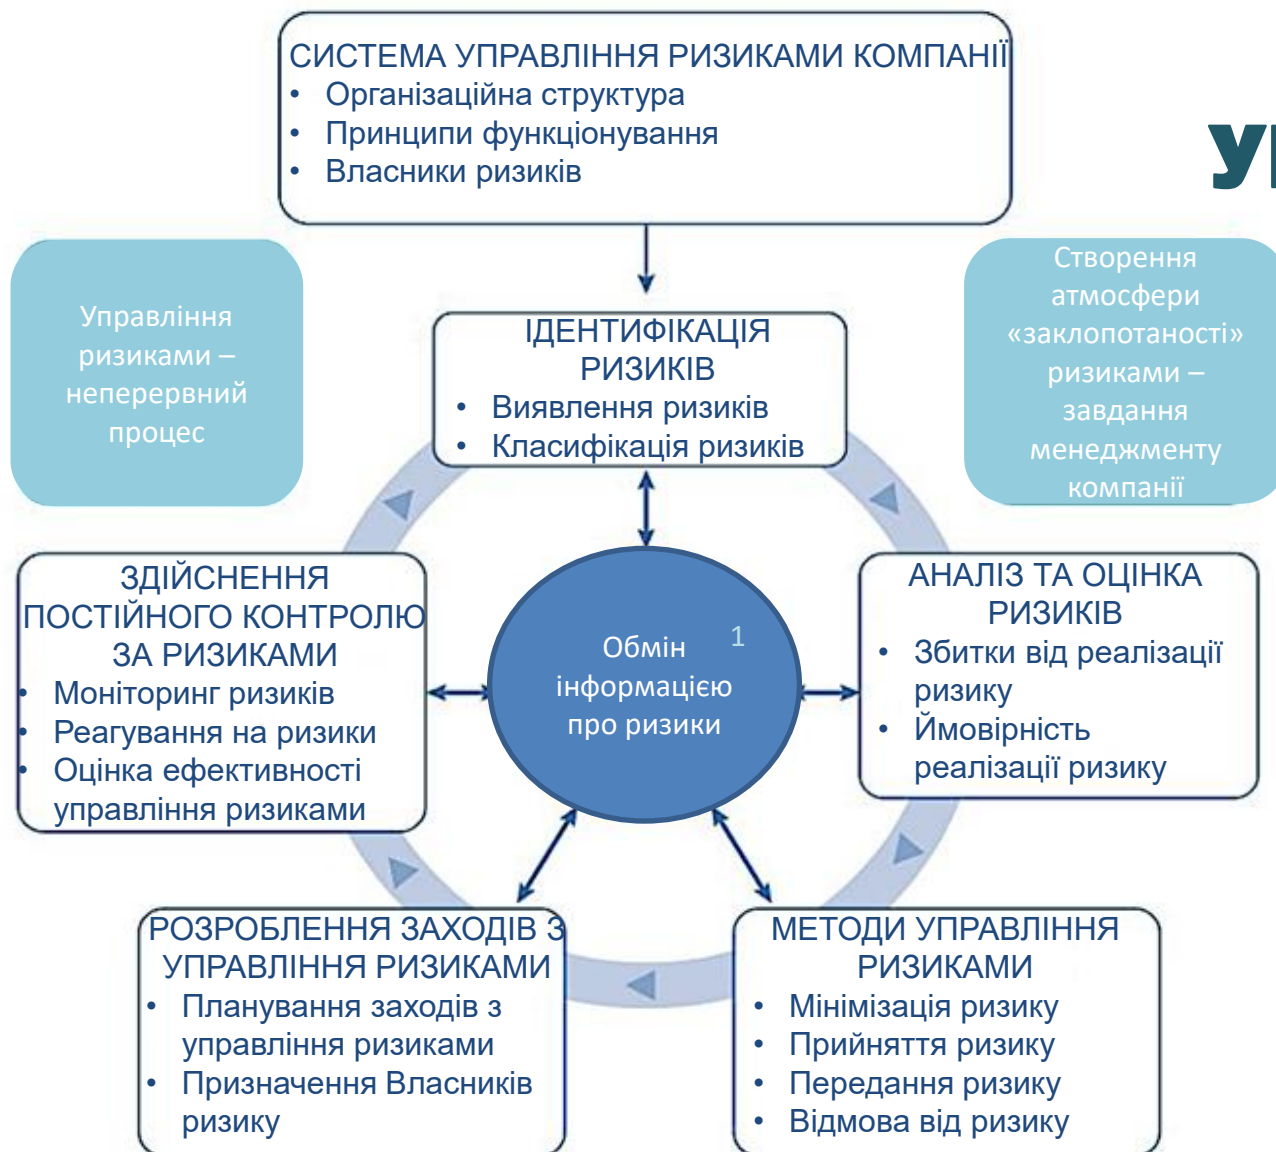 СИСТЕМА УПРАВЛІННЯ РИЗИКАМИ КОМПАНІЇ
• Організаційна структура
• Принципи функціонування
• Власники ризиків
Управління
ризиками –
неперервний
процес
Створення
атмосфери
«заклопотаності»
ризиками –
завдання
менеджменту
компанії
ІДЕНТИФІКАЦІЯ
РИЗИКІВ
• Виявлення ризиків
• Класифікація ризиків
ЗДІЙСНЕННЯ
ПОСТІЙНОГО КОНТРОЛЮ
ЗА РИЗИКАМИ
• Моніторинг ризиків
• Реагування на ризики
• Оцінка ефективності
управління ризиками
Обмін
інформацією
про ризики
1
АНАЛІЗ ТА ОЦІНКА
РИЗИКІВ
• Збитки від реалізації
ризику
• Ймовірність
реалізації ризику
РОЗРОБЛЕННЯ ЗАХОДІВ З
УПРАВЛІННЯ РИЗИКАМИ
• Планування заходів з
управління ризиками
• Призначення Власників
ризику
МЕТОДИ УПРАВЛІННЯ
РИЗИКАМИ
• Мінімізація ризику
• Прийняття ризику
• Передання ризику
• Відмова від ризику